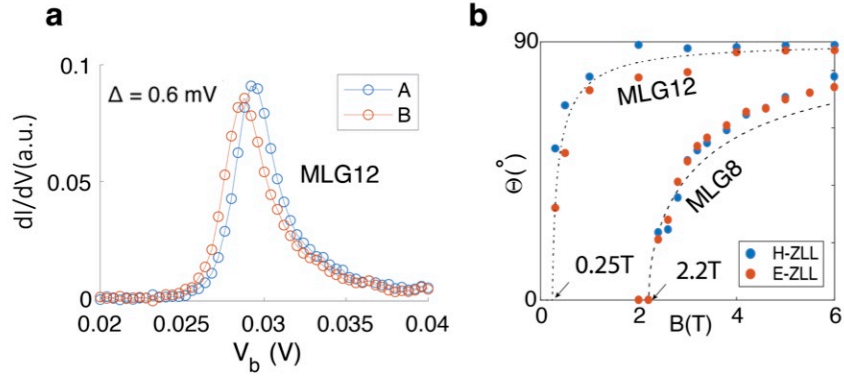 a
0.1
0.05
0
dI/dV(a.u.)
Δ = 0.6 mV
A
B
MLG12
0.02
0.025
0.03
0.035
0.04
V_b (V)
b
90
0
Θ(°)
MLG12
MLG8
0.25T
2.2T
H-ZLL
E-ZLL
0
2
4
6
B(T)